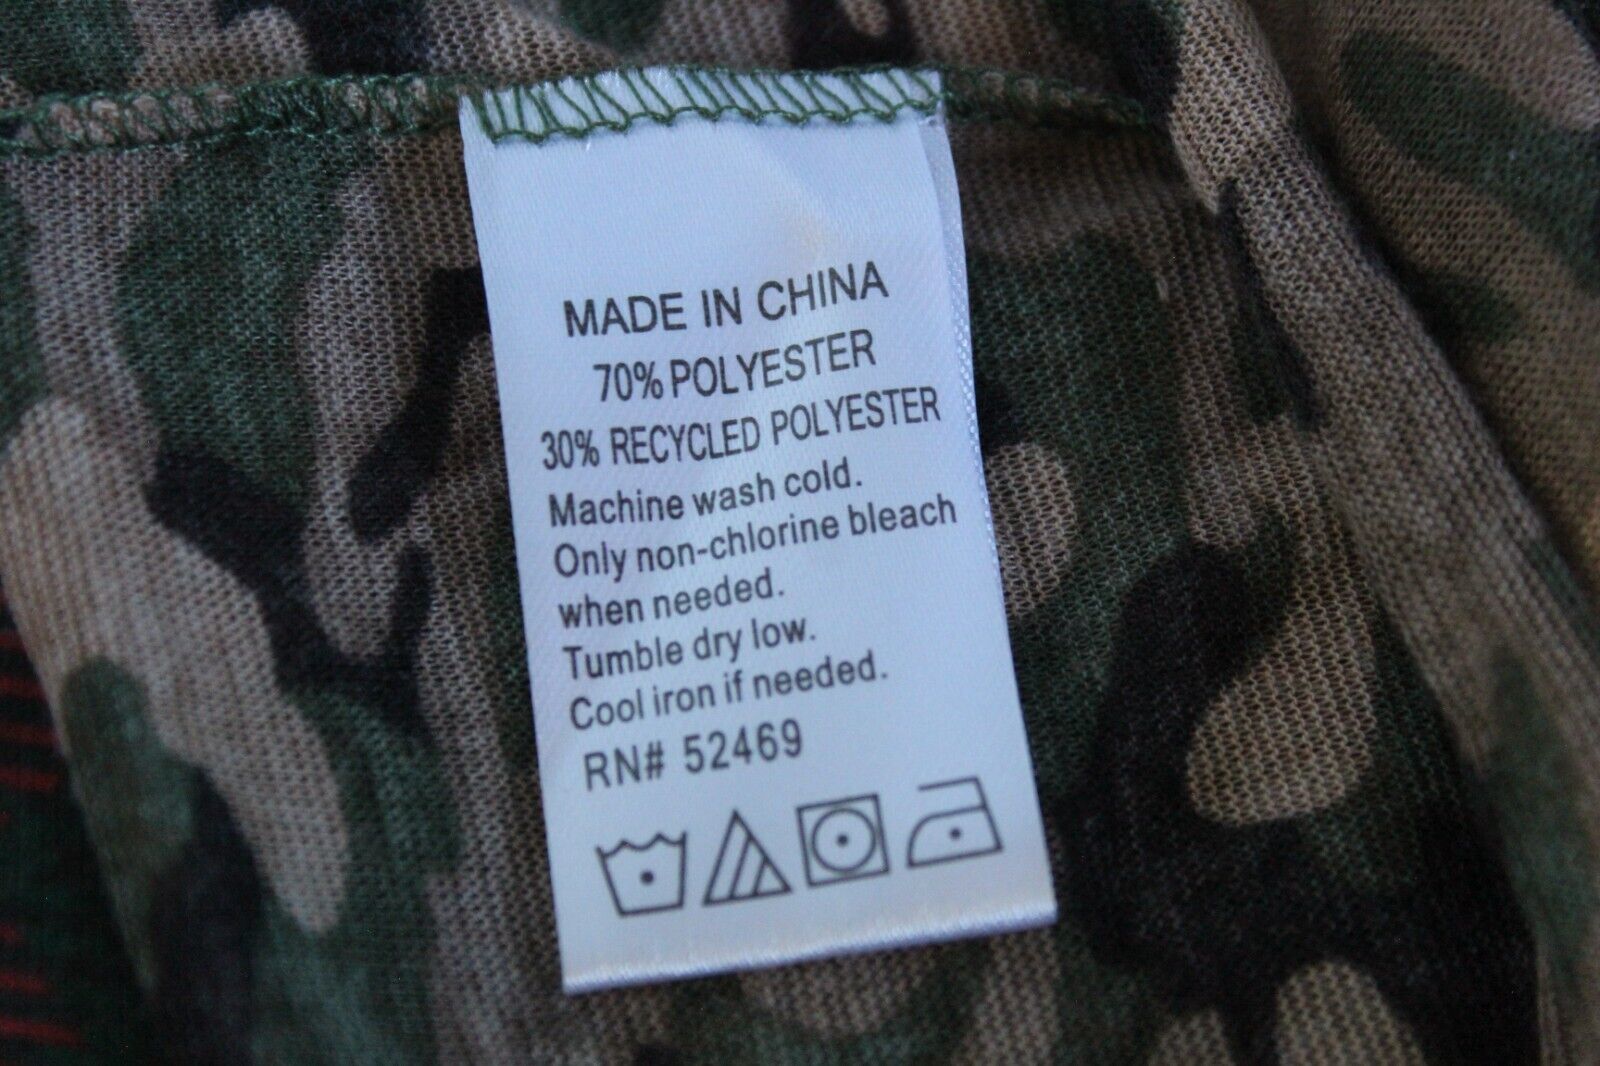 MADE IN CHINA
70% POLYESTER
30% RECYCLED POLYESTER
Machine wash cold.
Only non-chlorine bleach
when needed.
Tumble dry low.
Cool iron if needed.
RN# 52469